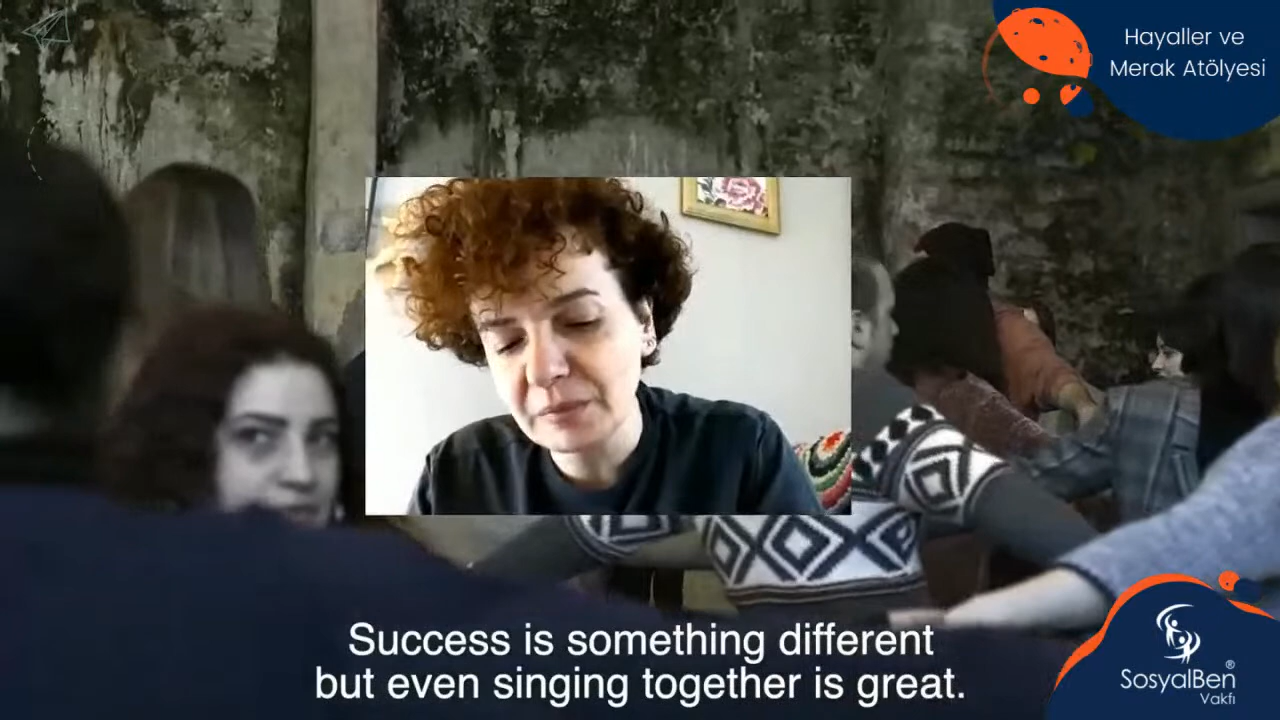 Hayaller ve
Merak Atölyesi
Success is something different
but even singing together is great.
SosyalBen®
Vakfı